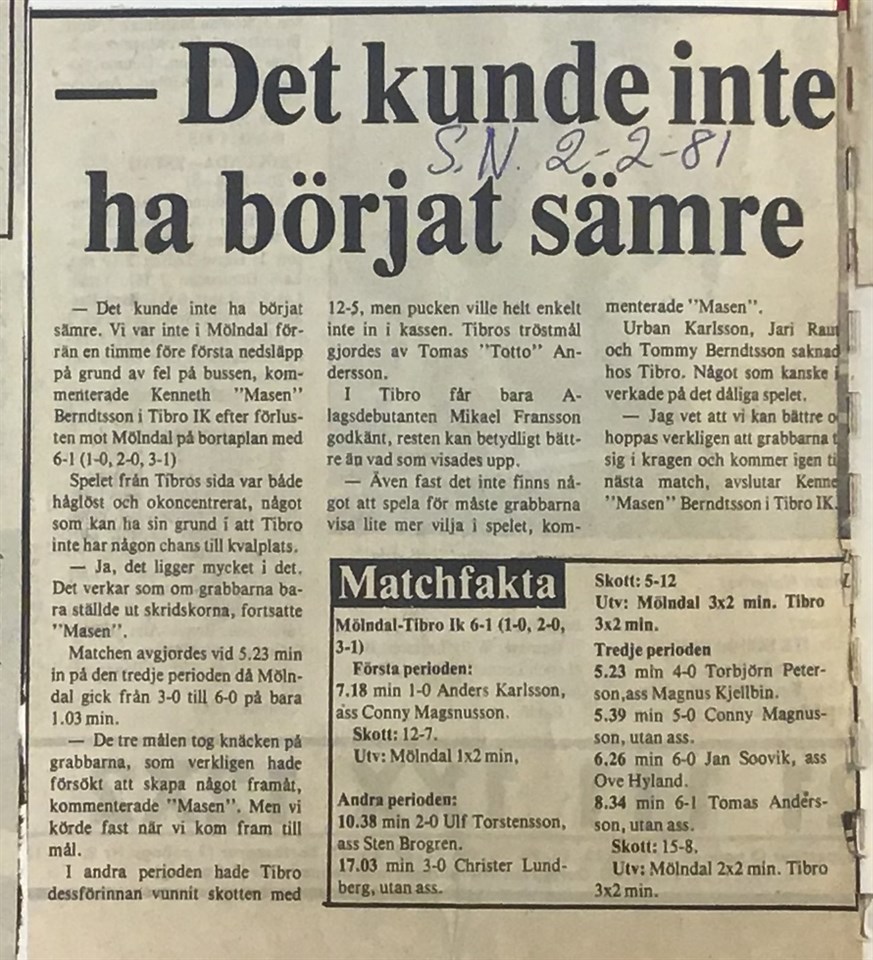 — Det kunde inte
S.N. 2-2-81
ha börjat sämre
— Det kunde inte ha börjat
sämre. Vi var inte i Mölndal för-
rän en timme före första nedsläpp
på grund av fel på bussen, kom-
menterade Kenneth "Masen"
Berndtsson i Tibro IK efter förlus-
ten mot Mölndal på bortaplan med
6-1 (1-0, 2-0, 3-1)
Spelet från Tibros sida var både
håglöst och okoncentrerat, något
som kan ha sin grund i att Tibro
inte har någon chans till kvalplats.
— Ja, det ligger mycket i det.
Det verkar som om grabbarna ba-
ra ställde ut skridskorna, fortsatte
"Masen".
Matchen avgjordes vid 5.23 min
in på den tredje perioden då Möln-
dal gick från 3-0 till 6-0 på bara
1.03 min.
— De tre målen tog knäcken på
grabbarna, som verkligen hade
försökt att skapa något framåt,
kommenterade "Masen". Men vi
körde fast när vi kom fram till
mål.
I andra perioden hade Tibro
dessförinnan vunnit skotten med
12-5, men pucken ville helt enkelt
inte in i kassen. Tibros tröstmål
gjordes av Tomas "Totto" An-
dersson.
I Tibro får bara A-
lagsdebutanten Mikael Fransson
godkänt, resten kan betydligt bätt-
re än vad som visades upp.
— Även fast det inte finns nå-
got att spela för måste grabbarna
visa lite mer vilja i spelet, kom-
menterade "Masen".
Urban Karlsson, Jari
och Tommy Berndtsson saknad
hos Tibro. Något som kanske
verkade på det dåliga spelet.
— Jag vet att vi kan bättre o
hoppas verkligen att grabbarna t
sig i kragen och kommer igen ti
nästa match, avslutar Kenne
"Masen" Berndtsson i Tibro IK.
Matchfakta
Mölndal-Tibro Ik 6-1 (1-0, 2-0,
3-1)
Första perioden:
7.18 min 1-0 Anders Karlsson,
ass Conny Magsnusson.
Skott: 12-7.
Utv: Mölndal 1x2 min,
Andra perioden:
10.38 min 2-0 Ulf Torstensson,
ass Sten Brogren.
17.03 min 3-0 Christer Lund-
berg, utan ass.
Skott: 5-12
Utv: Mölndal 3x2 min. Tibro
3x2 min.
Tredje perioden
5.23 min 4-0 Torbjörn Peter-
son,ass Magnus Kjellbin.
5.39 min 5-0 Conny Magnus-
son, utan ass.
6.26 min 6-0 Jan Soovik, ass
Ove Hyland.
8.34 min 6-1 Tomas Anders-
son, utan ass.
Skott: 15-8.
Utv: Mölndal 2x2 min. Tibro
3x2 min.